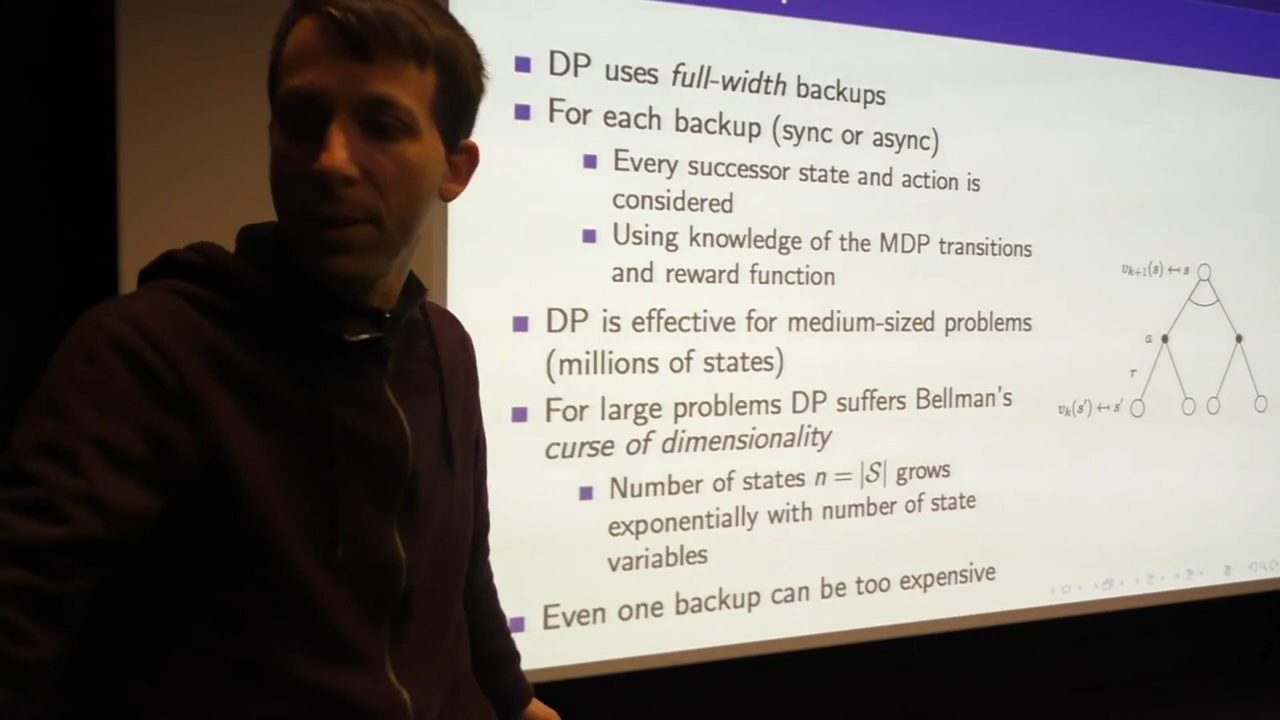 DP uses full-width backups
For each backup (sync or async)
Every successor state and action is
considered
Using knowledge of the MDP transitions
and reward function
DP is effective for medium-sized problems
(millions of states)
For large problems DP suffers Bellman's
curse of dimensionality
Number of states n = |S| grows
exponentially with number of state
variables
Even one backup can be too expensive
v_{k+1}(s) ↤ s
a
r
v_k(s′) ↤ s′